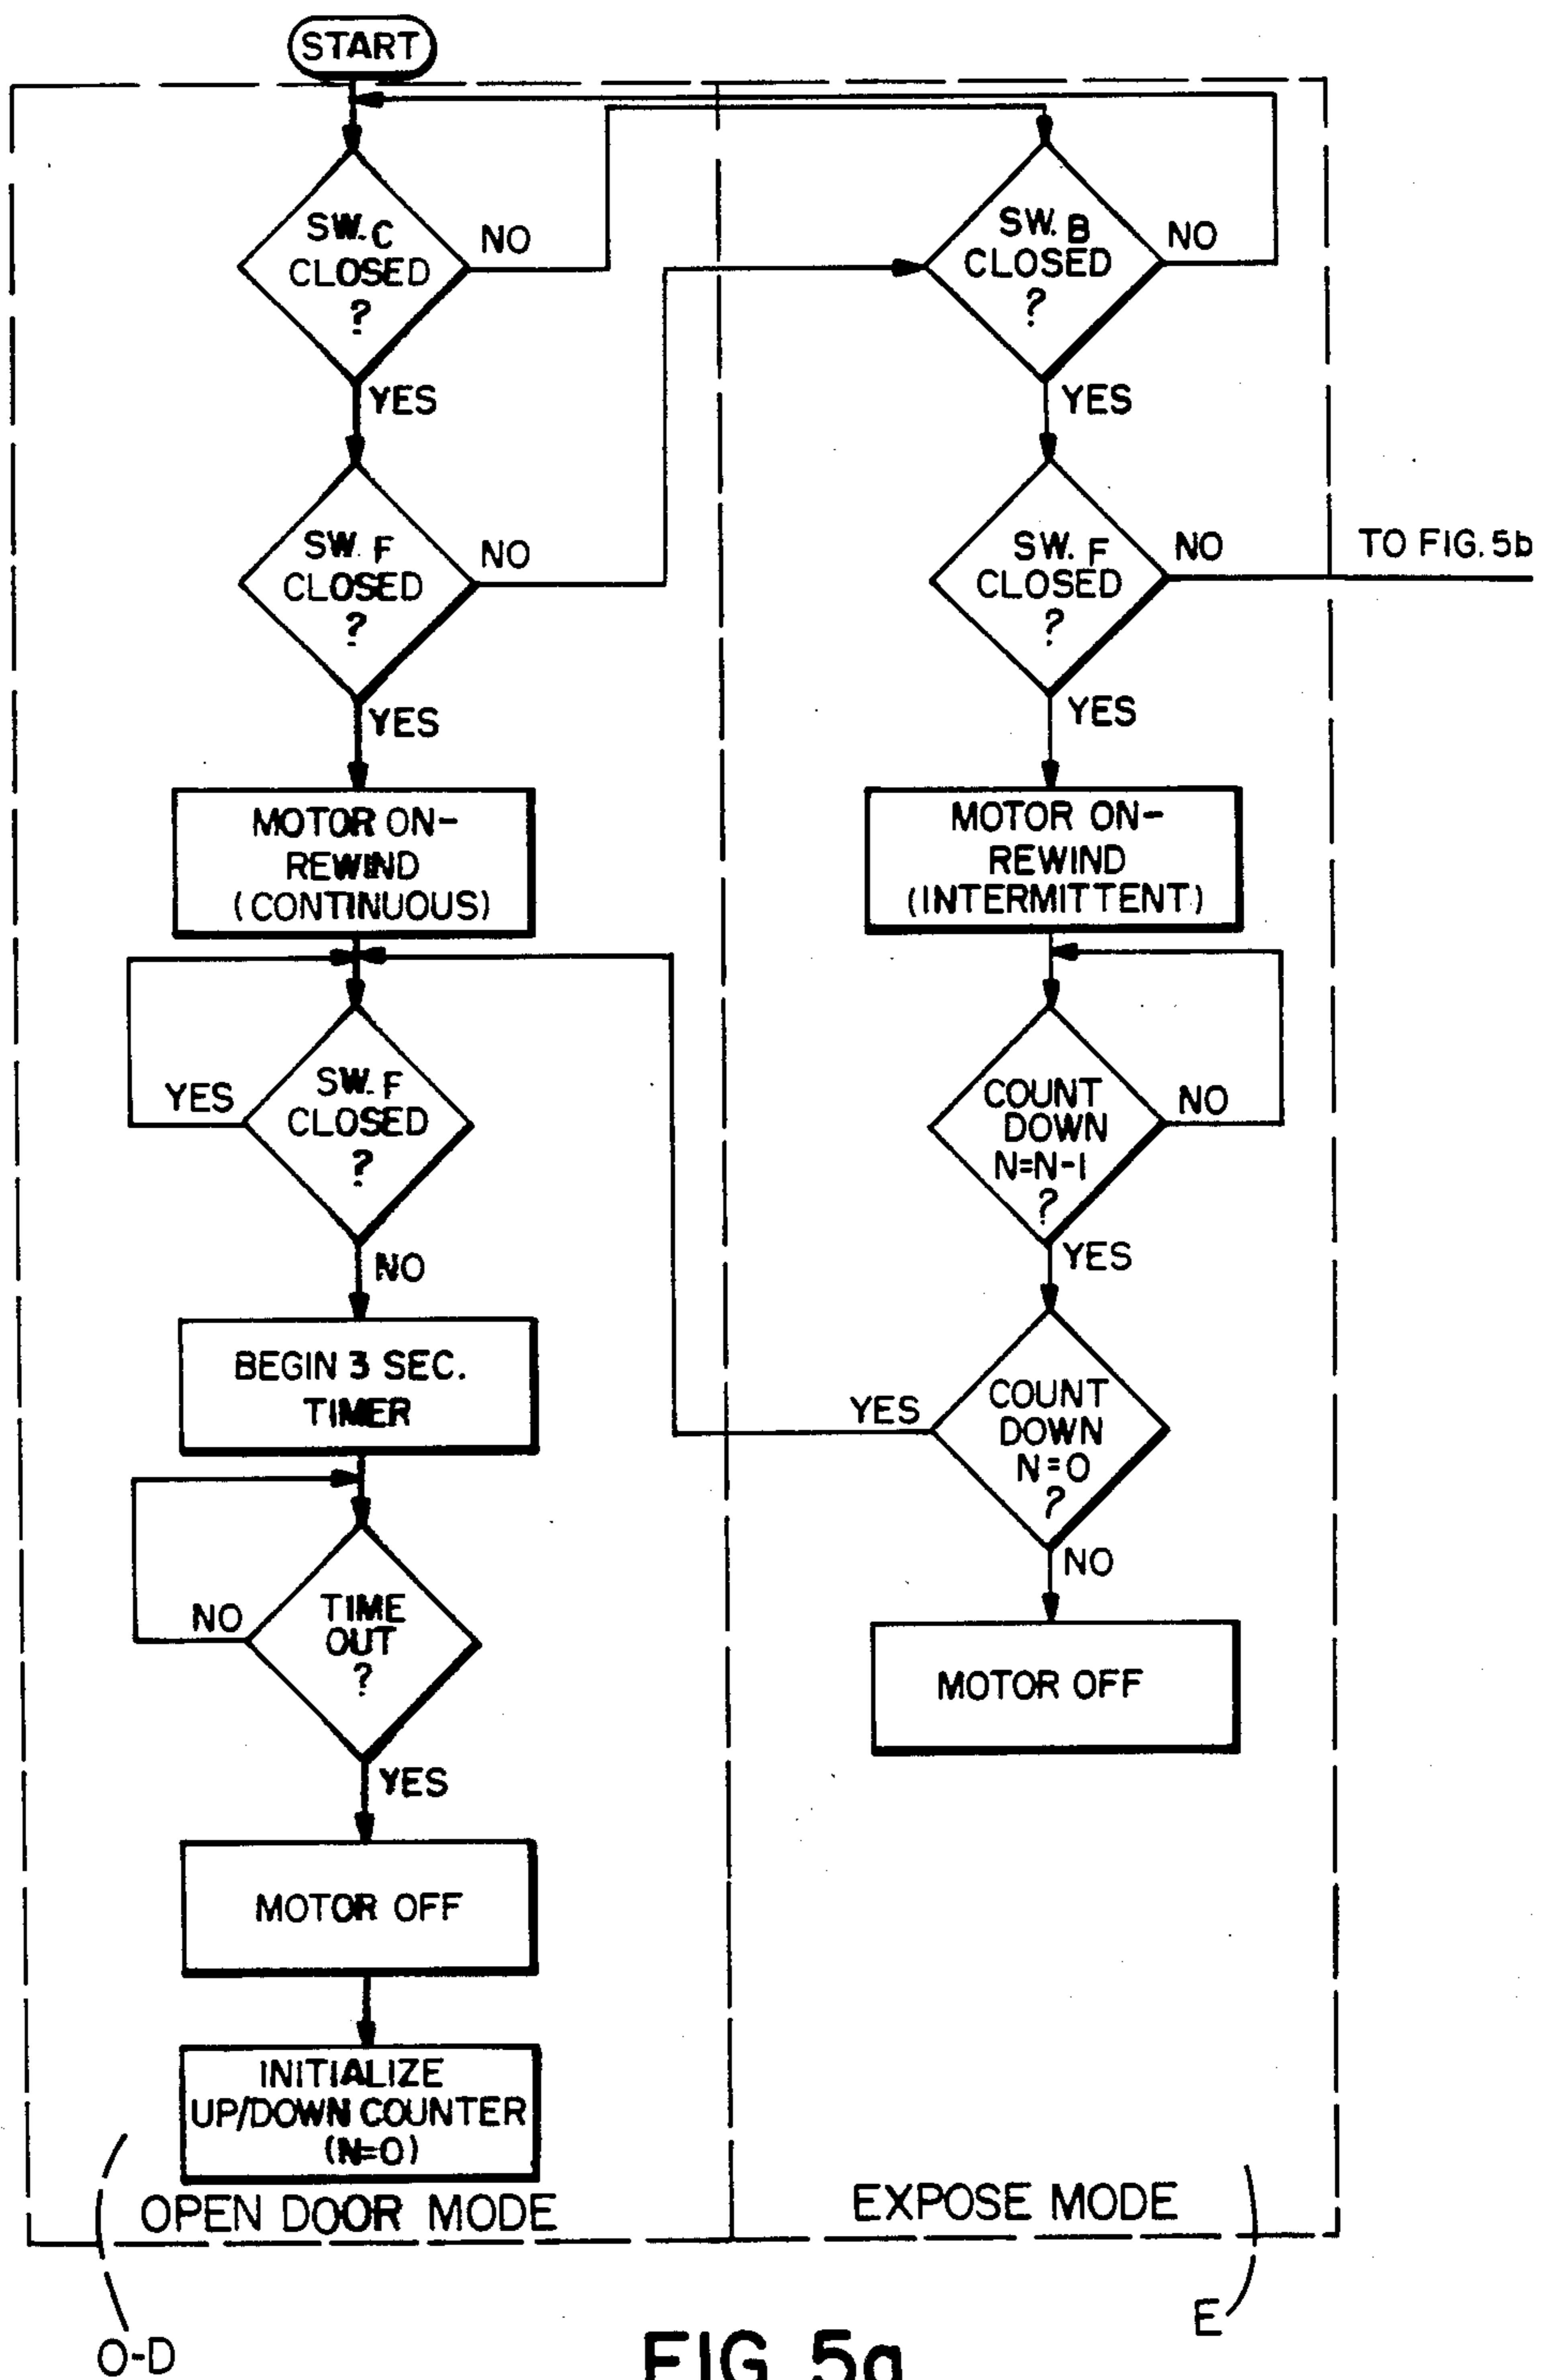 START
SW. C
CLOSED
?
NO
YES
SW. F
CLOSED
?
NO
YES
MOTOR ON-
REWIND
(CONTINUOUS)
SW. F
CLOSED
?
YES
NO
BEGIN 3 SEC.
TIMER
TIME
OUT
?
NO
YES
MOTOR OFF
INITIALIZE
UP/DOWN COUNTER
(N=O)
OPEN DOOR MODE
O-D
SW. B
CLOSED
?
NO
YES
SW. F
CLOSED
?
NO
TO FIG. 5b
YES
MOTOR ON-
REWIND
(INTERMITTENT)
COUNT
DOWN
N=N-1
?
NO
YES
COUNT
DOWN
N=O
?
YES
NO
MOTOR OFF
EXPOSE MODE
E
FIG. 5a